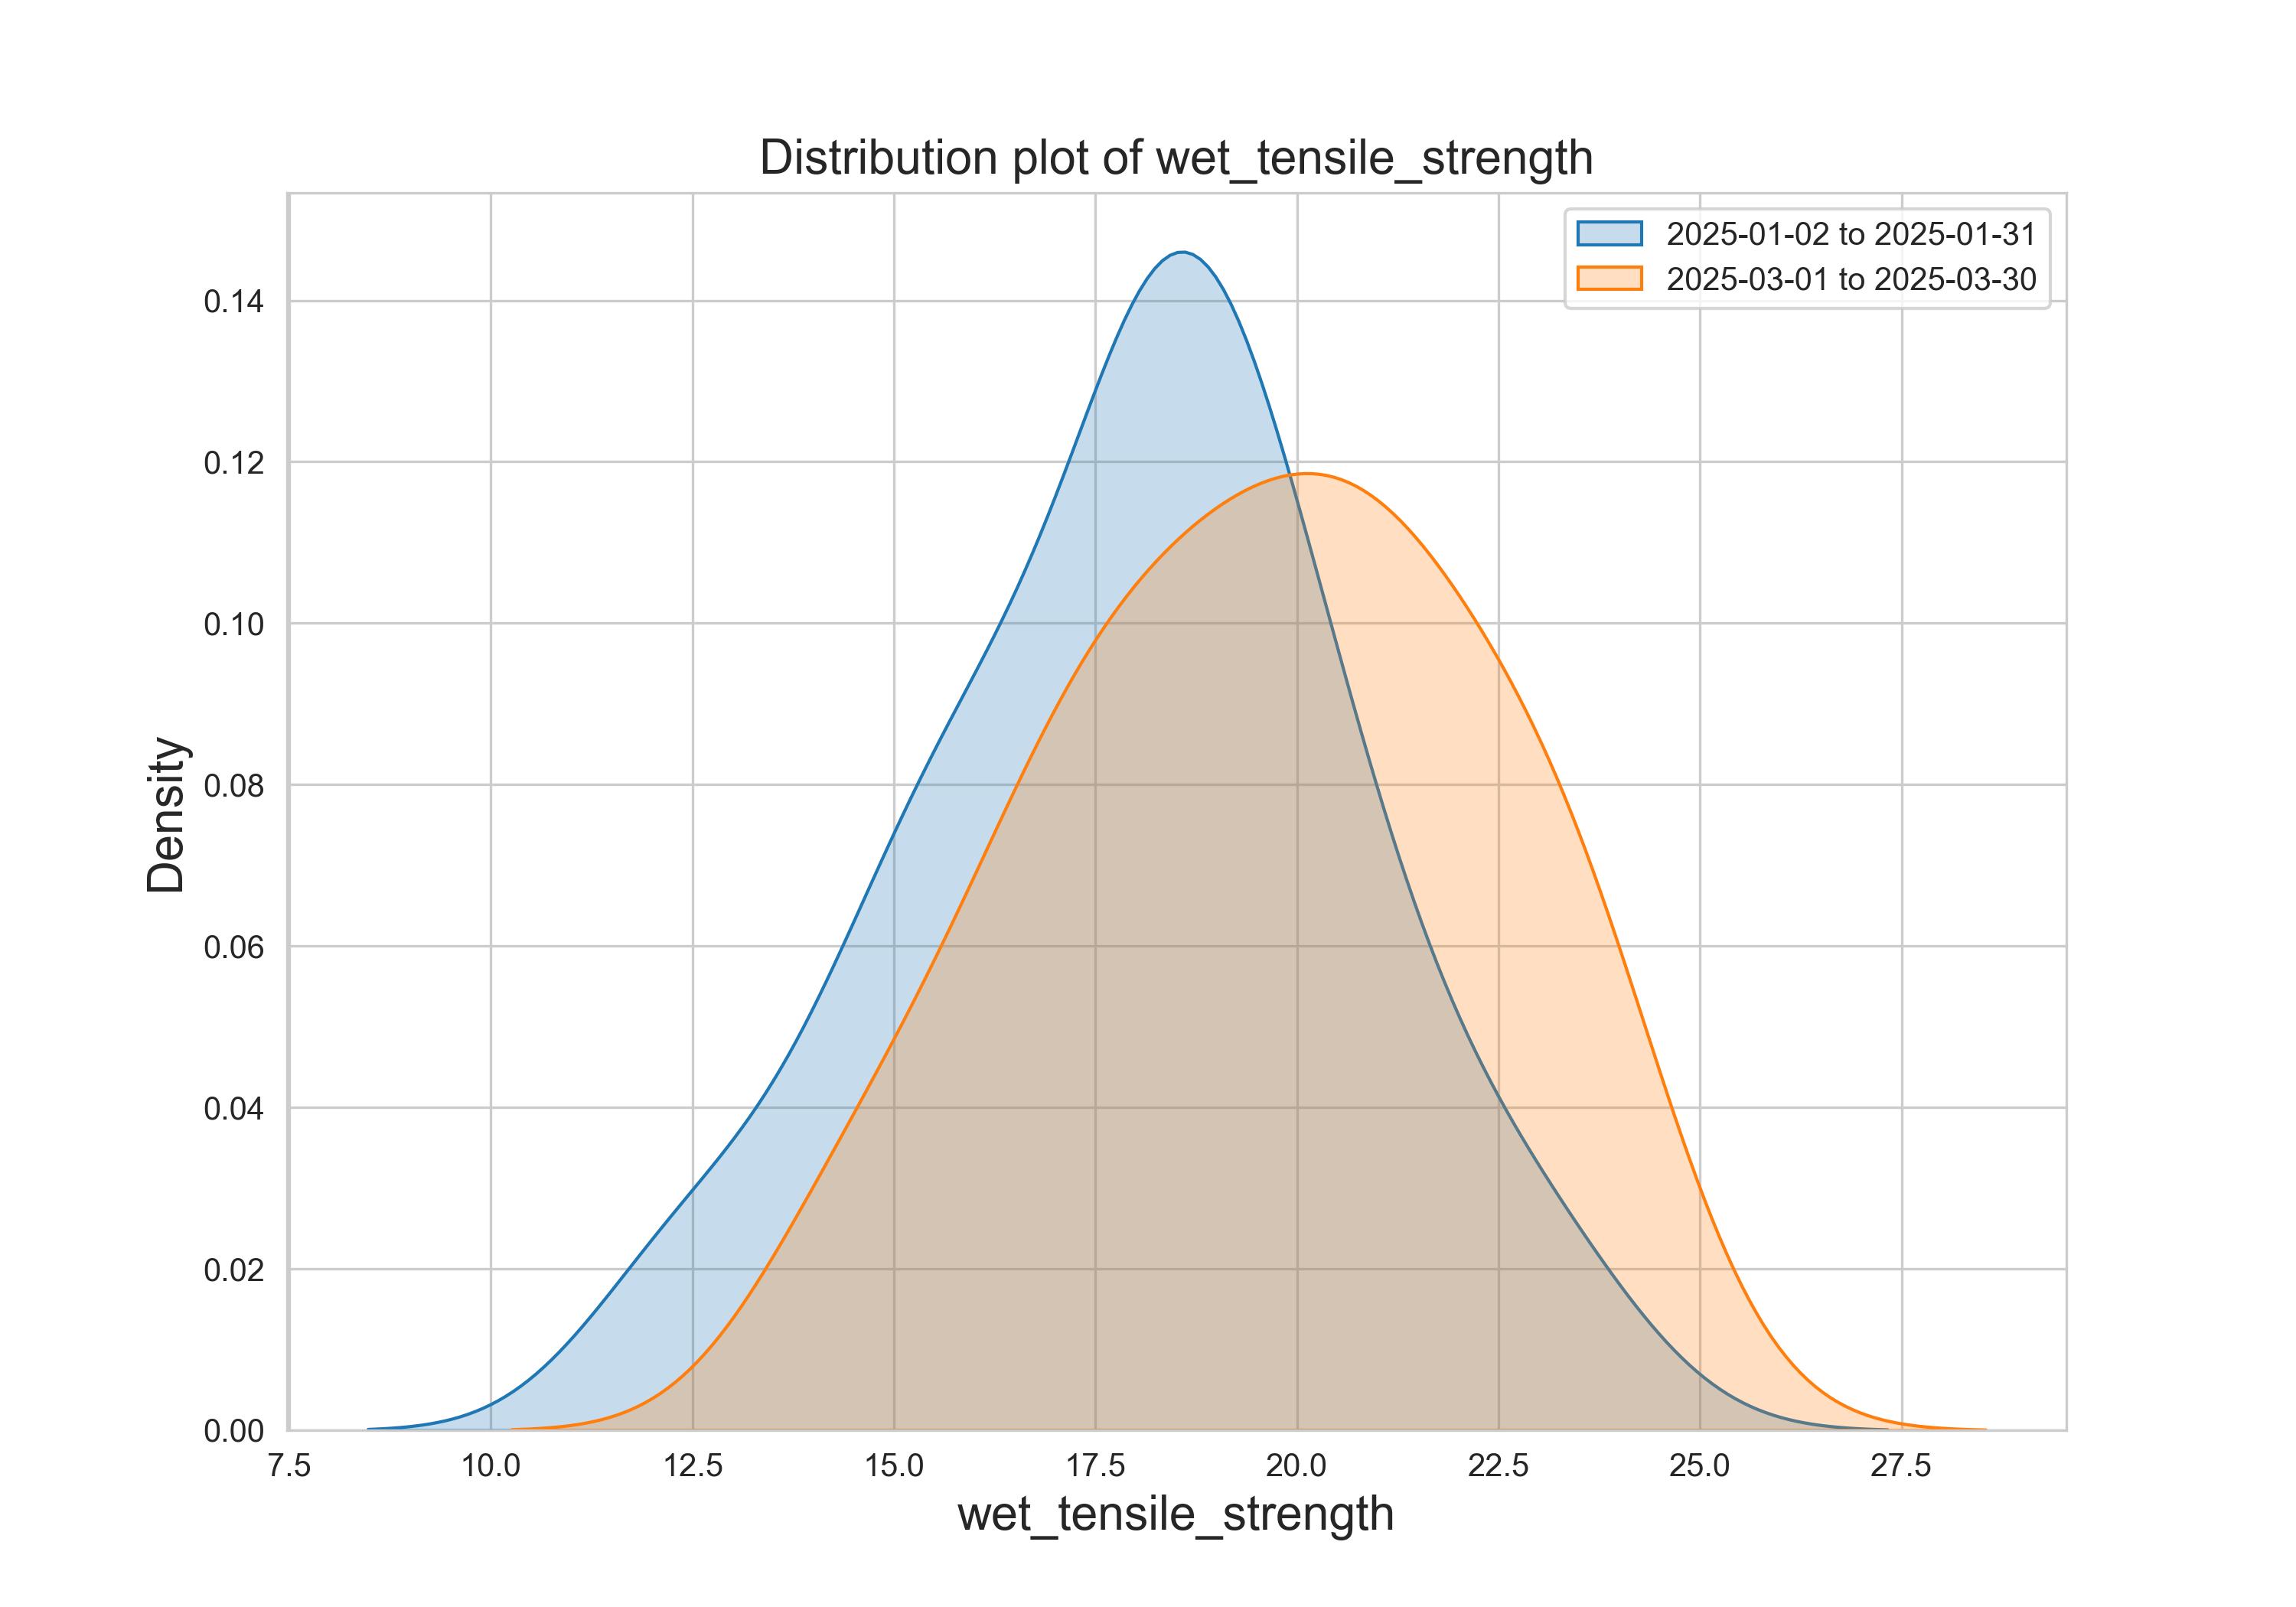 Distribution plot of wet_tensile_strength
2025-01-02 to 2025-01-31
2025-03-01 to 2025-03-30
Density
0.14
0.12
0.10
0.08
0.06
0.04
0.02
0.00
7.5 10.0 12.5 15.0 17.5 20.0 22.5 25.0 27.5
wet_tensile_strength